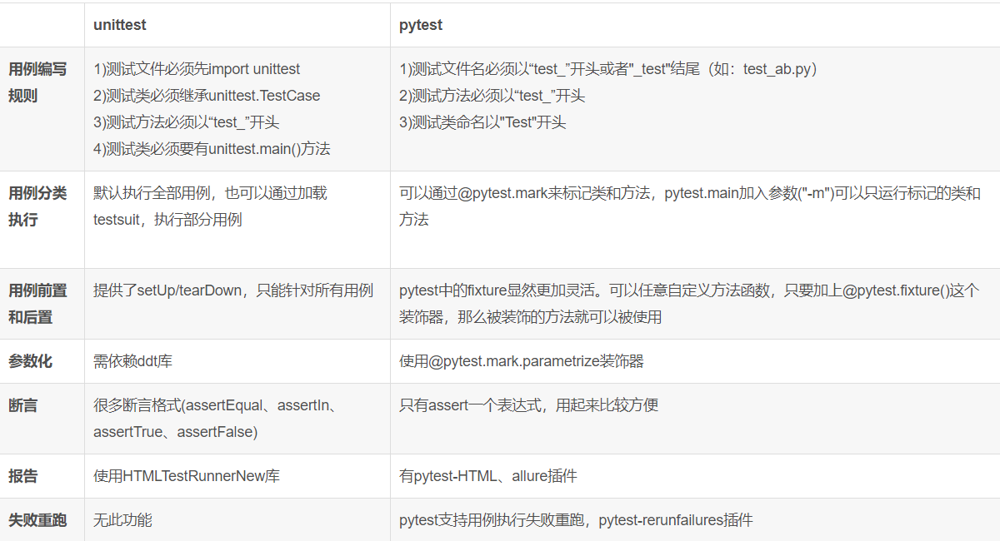 unittest
pytest
用例编写
规则
1)测试文件必须先import unittest
2)测试类必须继承unittest.TestCase
3)测试方法必须以“test_”开头
4)测试类必须要有unittest.main()方法
1)测试文件名必须以“test_”开头或者"_test"结尾（如：test_ab.py）
2)测试方法必须以“test_”开头
3)测试类命名以"Test"开头
用例分类
执行
默认执行全部用例，也可以通过加载
testsuit，执行部分用例
可以通过@pytest.mark来标记类和方法，pytest.main加入参数("-m")可以只运行标记的类和
方法
用例前置
和后置
提供了setUp/tearDown，只能针对所有用例
pytest中的fixture显然更加灵活。可以任意自定义方法函数，只要加上@pytest.fixture()这个
装饰器，那么被装饰的方法就可以被使用
参数化
需依赖ddt库
使用@pytest.mark.parametrize装饰器
断言
很多断言格式(assertEqual、assertIn、
assertTrue、assertFalse)
只有assert一个表达式，用起来比较方便
报告
使用HTMLTestRunnerNew库
有pytest-HTML、allure插件
失败重跑
无此功能
pytest支持用例执行失败重跑，pytest-rerunfailures插件